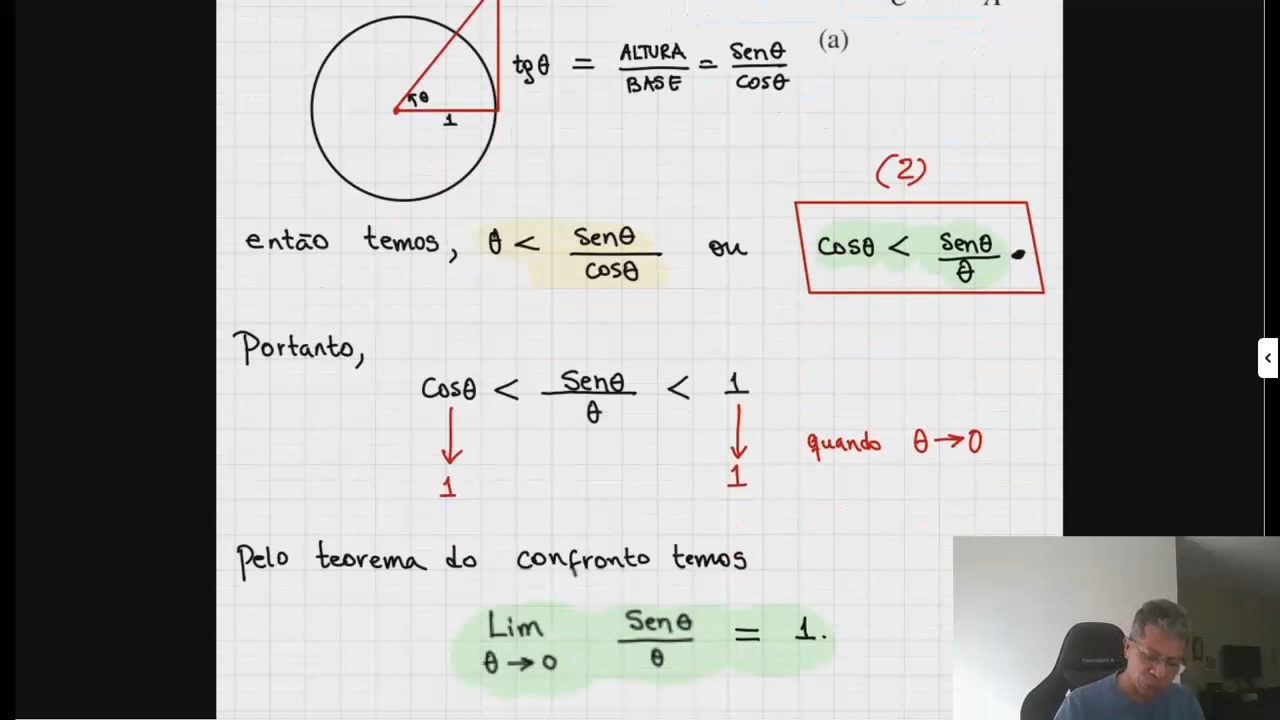 C A
(a)
tgθ = ALTURA/BASE = Senθ/Cosθ
θ
1
(2)
então temos, θ < Senθ/Cosθ ou Cosθ < Senθ/θ.
Portanto,
Cosθ < Senθ/θ < 1
quando θ → 0
1 1
Pelo teorema do confronto temos
Lim θ → 0 Senθ/θ = 1.